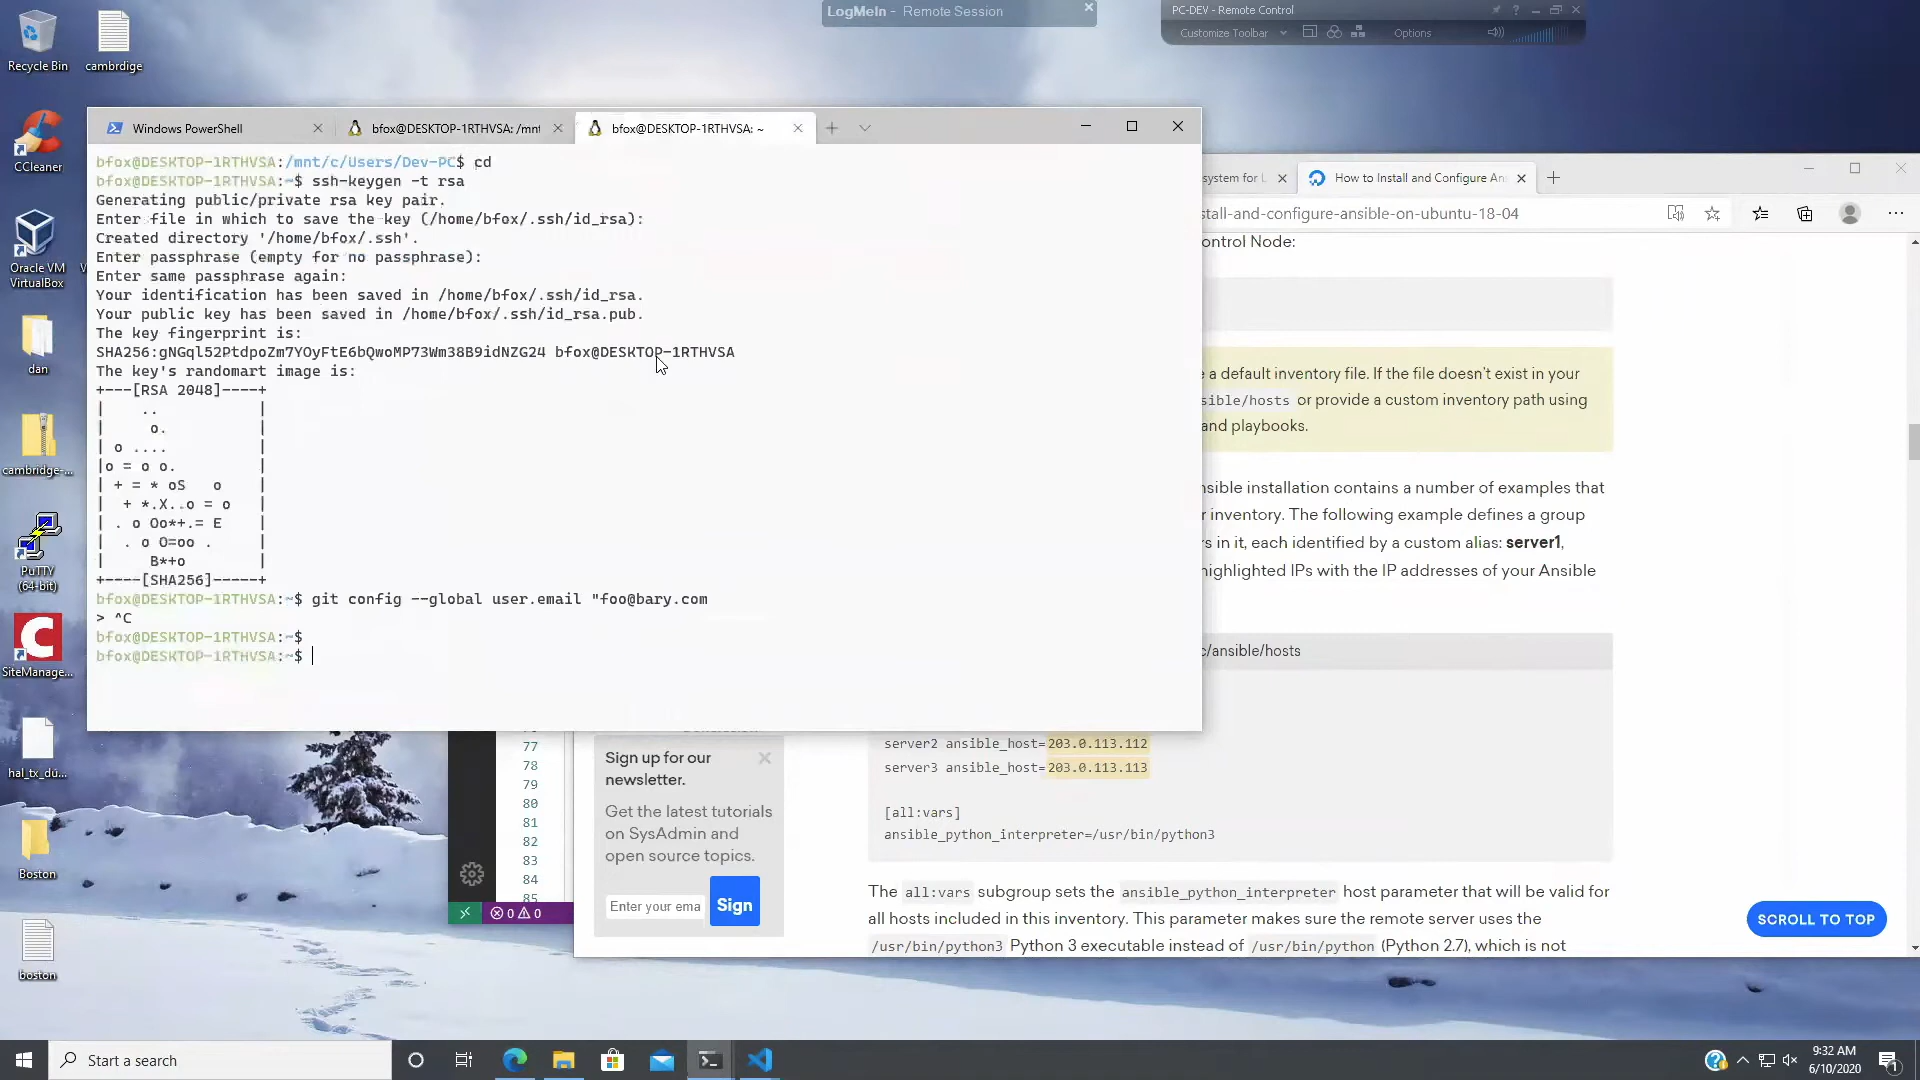 LogMeIn - Remote Session
PC-DEV - Remote Control
Customize Toolbar
Options
Recycle Bin
cambrdige
CCleaner
Oracle VM
VirtualBox
dan
cambridge-...
PuTTY
(64-bit)
SiteManage...
hal_tx_du...
Boston
boston
Windows PowerShell
bfox@DESKTOP-1RTHVSA: /mnt
bfox@DESKTOP-1RTHVSA: ~
bfox@DESKTOP-1RTHVSA:/mnt/c/Users/Dev-PC$ cd
bfox@DESKTOP-1RTHVSA:~$ ssh-keygen -t rsa
Generating public/private rsa key pair.
Enter file in which to save the key (/home/bfox/.ssh/id_rsa):
Created directory '/home/bfox/.ssh'.
Enter passphrase (empty for no passphrase):
Enter same passphrase again:
Your identification has been saved in /home/bfox/.ssh/id_rsa.
Your public key has been saved in /home/bfox/.ssh/id_rsa.pub.
The key fingerprint is:
SHA256:gNGql52PtdpoZm7YOyFtE6bQwoMP73Wm38B9idNZG24 bfox@DESKTOP-1RTHVSA
The key's randomart image is:
+---[RSA 2048]----+
|     ..          |
|      o.         |
| o ....          |
|o = o o.         |
| + = * oS   o    |
|  + *.X..o = o   |
| . o Oo*+.= E    |
|  . o O=oo .     |
|     B*+o        |
+----[SHA256]-----+
bfox@DESKTOP-1RTHVSA:~$ git config --global user.email "foo@bary.com
> ^C
bfox@DESKTOP-1RTHVSA:~$
bfox@DESKTOP-1RTHVSA:~$
system for L
How to Install and Configure An
stall-and-configure-ansible-on-ubuntu-18-04
ontrol Node:
a default inventory file. If the file doesn't exist in your
sible/hosts or provide a custom inventory path using
and playbooks.
nsible installation contains a number of examples that
r inventory. The following example defines a group
rs in it, each identified by a custom alias: server1,
highlighted IPs with the IP addresses of your Ansible
c/ansible/hosts
server2 ansible_host=203.0.113.112
server3 ansible_host=203.0.113.113
[all:vars]
ansible_python_interpreter=/usr/bin/python3
The all:vars subgroup sets the ansible_python_interpreter host parameter that will be valid for
all hosts included in this inventory. This parameter makes sure the remote server uses the
/usr/bin/python3 Python 3 executable instead of /usr/bin/python (Python 2.7), which is not
SCROLL TO TOP
Sign up for our
newsletter.
Get the latest tutorials
on SysAdmin and
open source topics.
Enter your ema
Sign
77
78
79
80
81
82
83
84
85
0
0
Start a search
9:32 AM
6/10/2020
1